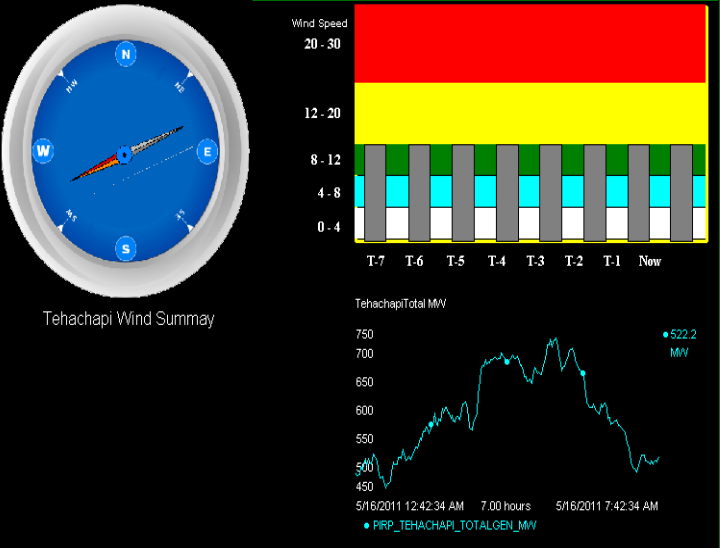 N
NW
NE
W
E
SW
SE
S
Tehachapi Wind Summay
Wind Speed
20 - 30
12 - 20
8 - 12
4 - 8
0 - 4
T-7 T-6 T-5 T-4 T-3 T-2 T-1 Now
TehachapiTotal MW
750
700
650
600
550
500
450
522.2
MW
5/16/2011 12:42:34 AM 7.00 hours 5/16/2011 7:42:34 AM
PIRP_TEHACHAPI_TOTALGEN_MW